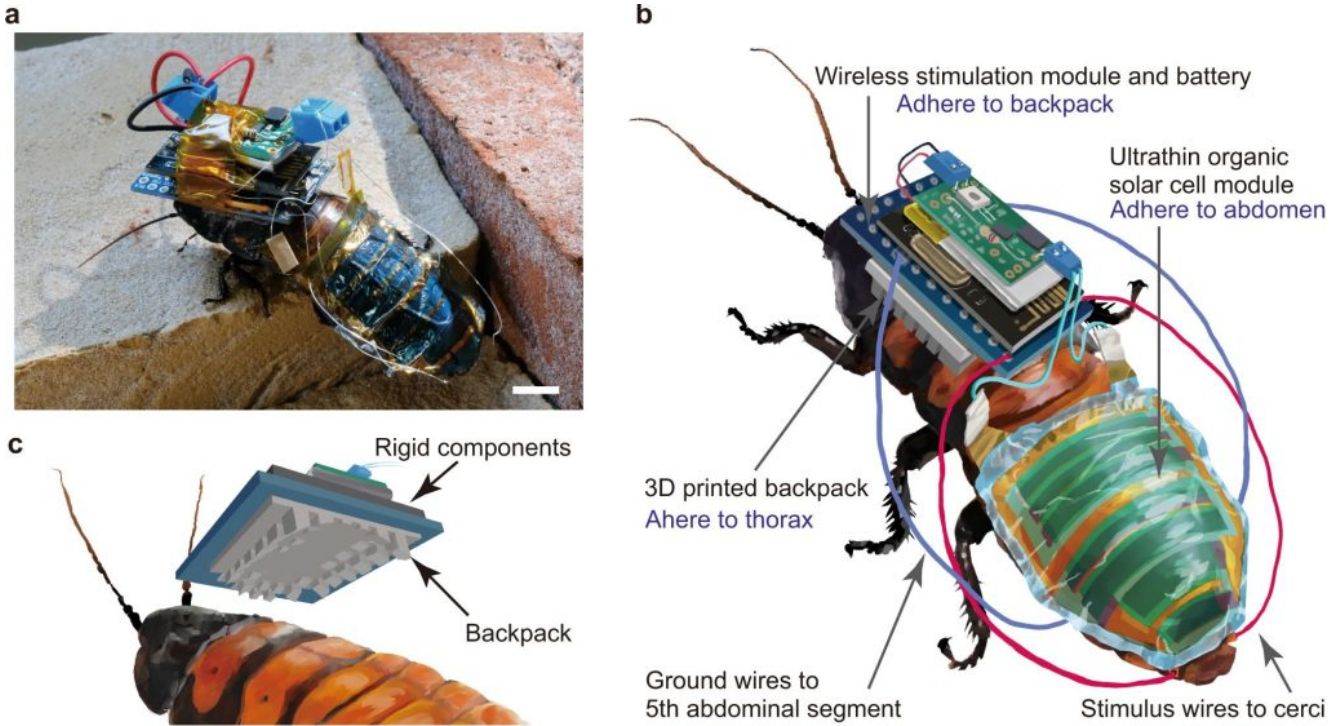 a
b
Wireless stimulation module and battery
Adhere to backpack
Ultrathin organic
solar cell module
Adhere to abdomen
3D printed backpack
Ahere to thorax
Ground wires to
5th abdominal segment
Stimulus wires to cerci
c
Rigid components
Backpack